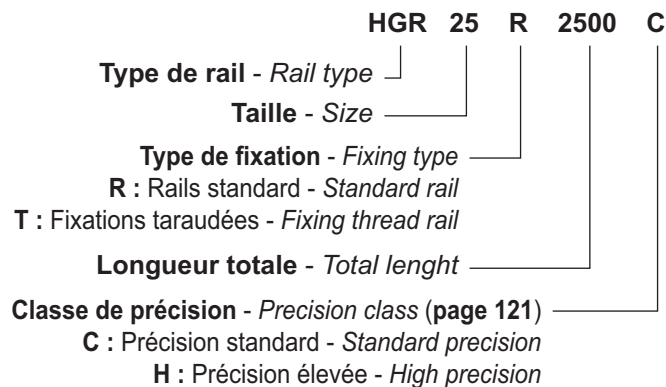 HGR 25 R 2500 C
Type de rail - Rail type
Taille - Size
Type de fixation - Fixing type
R : Rails standard - Standard rail
T : Fixations taraudées - Fixing thread rail
Longueur totale - Total lenght
Classe de précision - Precision class (page 121)
C : Précision standard - Standard precision
H : Précision élevée - High precision